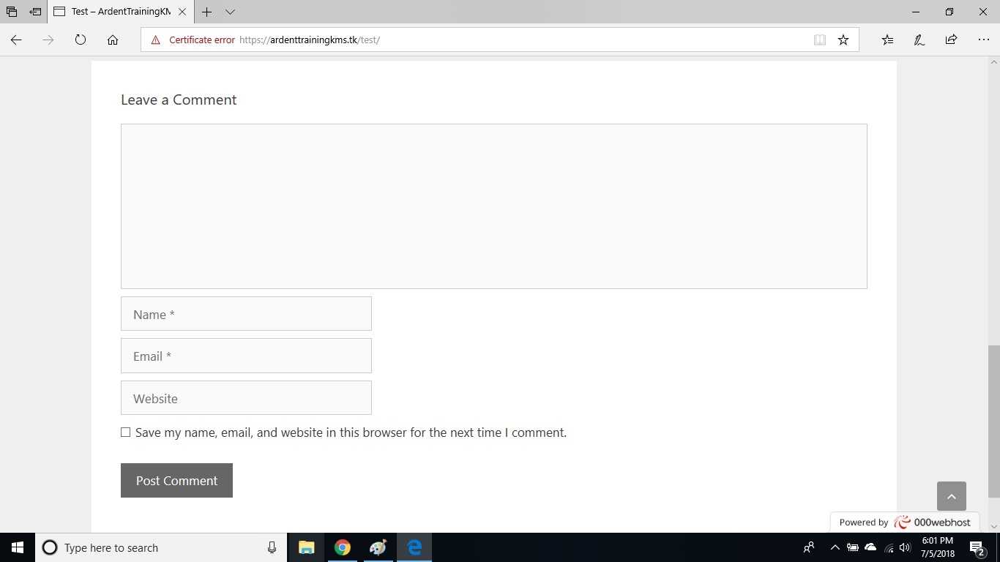 Test – ArdentTrainingKM
Certificate error https://ardenttrainingkms.tk/test/
Leave a Comment
Name *
Email *
Website
Save my name, email, and website in this browser for the next time I comment.
Post Comment
Powered by 000webhost
Type here to search
6:01 PM
7/5/2018
2